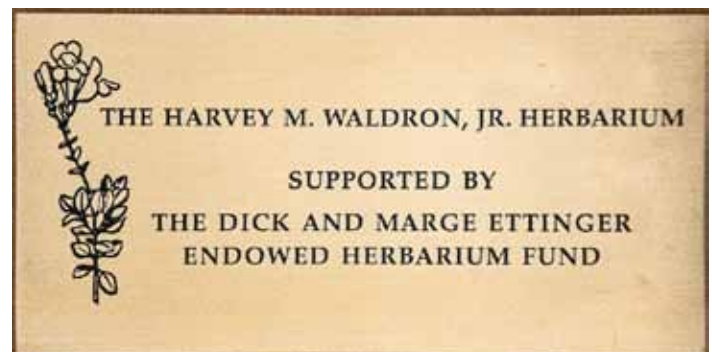 THE HARVEY M. WALDRON, JR. HERBARIUM
SUPPORTED BY
THE DICK AND MARGE ETTINGER
ENDOWED HERBARIUM FUND